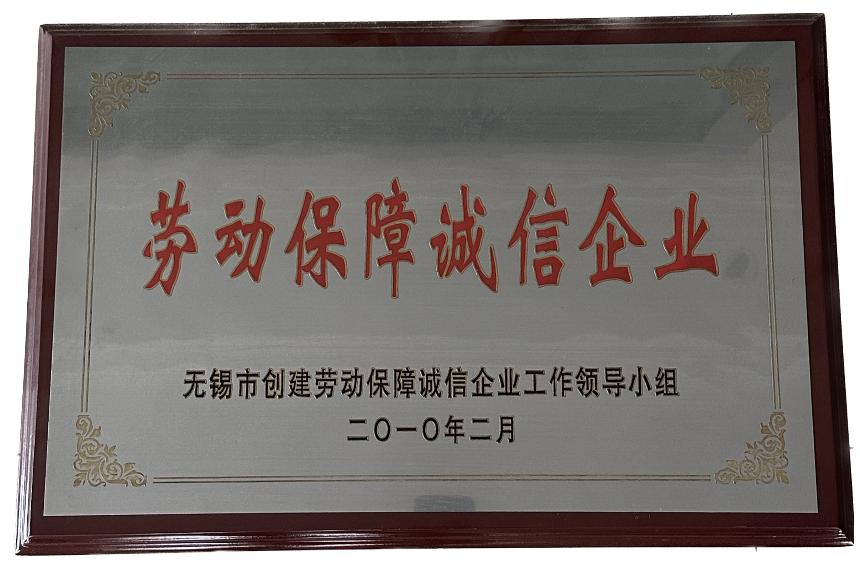 劳动保障诚信企业
无锡市创建劳动保障诚信企业工作领导小组
二〇一〇年二月